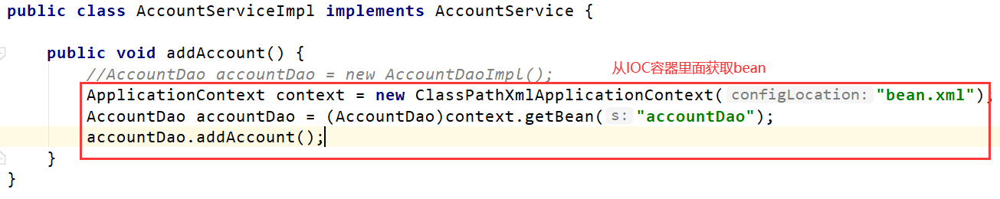 public class AccountServiceImpl implements AccountService {
public void addAccount() {
//AccountDao accountDao = new AccountDaoImpl();
从IOC容器里面获取bean
ApplicationContext context = new ClassPathXmlApplicationContext( configLocation: "bean.xml");
AccountDao accountDao = (AccountDao)context.getBean( s: "accountDao");
accountDao.addAccount();
}
}